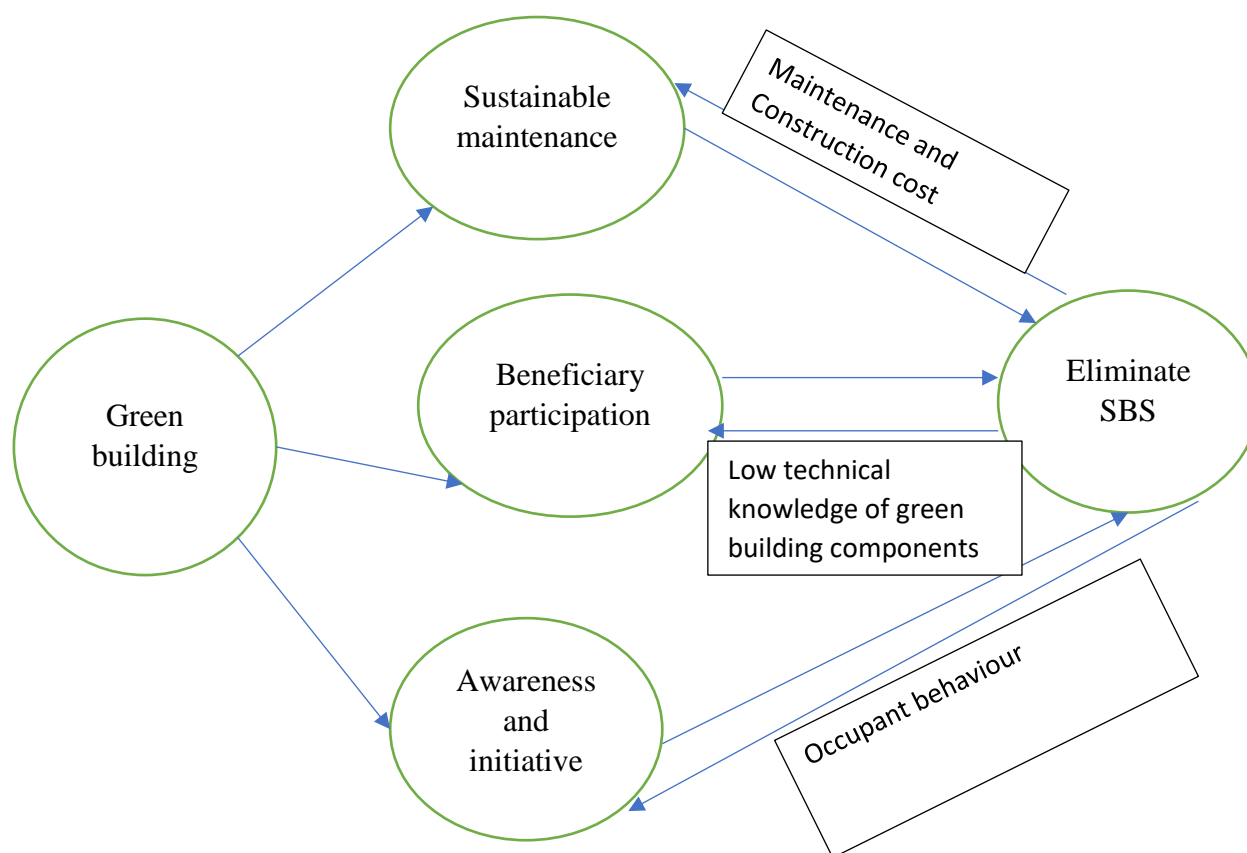 Sustainable
maintenance
Maintenance and
Construction cost
Green
building
Beneficiary
participation
Eliminate
SBS
Low technical
knowledge of green
building components
Awareness
and
initiative
Occupant behaviour